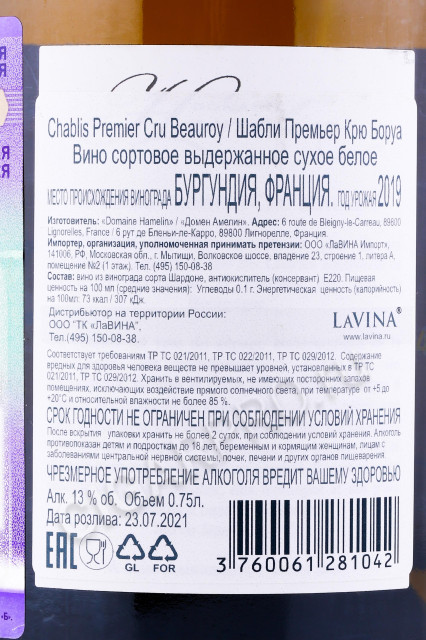 Chablis Premier Cru Beauroy / Шабли Премьер Крю Боруа
Вино сортовое выдержанное сухое белое
МЕСТО ПРОИСХОЖДЕНИЯ ВИНОГРАДА БУРГУНДИЯ, ФРАНЦИЯ. ГОД УРОЖАЯ 2019
Изготовитель: «Domaine Hamelin» / «Домен Амелин». Адрес: 6 route de Bleigny-le-Carreau, 89800
Lignorelles, France / 6 рут де Бленьи-ле-Карро, 89800 Лигнорелле, Франция.
Импортер, организация, уполномоченная принимать претензии: ООО «ЛаВИНА Импорт»,
141006, РФ, Московская обл., г. Мытищи, Волковское шоссе, владение 23, строение 1, литера А,
помещение №2 (1 этаж). Тел. (495) 150-08-38
Состав: вино из винограда сорта Шардоне, антиокислитель (консервант) Е220. Пищевая
ценность на 100 мл (средние значения): Углеводы 0.1 г. Энергетическая ценность (калорийность)
на 100мл: 73 ккал / 307 кДж.
Дистрибьютор на территории России:
ООО "ТК «ЛаВИНА",
Тел.(495) 150-08-38.
LAVINA®
www.lavina.ru
Соответствует требованиям ТР ТС 021/2011, ТР ТС 022/2011, ТР ТС 029/2012. Содержание
вредных для здоровья человека веществ не превышает уровней, установленных в ТР ТС
021/2011, ТР ТС 029/2012. Хранить в вентилируемых, не имеющих посторонних запахов
помещениях, исключающих воздействие прямого солнечного света, при температуре от +5 до
+20°С и относительной влажности не более 85 %.
СРОК ГОДНОСТИ НЕ ОГРАНИЧЕН ПРИ СОБЛЮДЕНИИ УСЛОВИЙ ХРАНЕНИЯ
После вскрытия упаковки хранить не более 2 суток, при соблюдении условий хранения. Алкоголь
противопоказан детям и подросткам до 18 лет, беременным и кормящим женщинам, лицам с
заболеваниями центральной нервной системы, почек, печени и других органов пищеварения
ЧРЕЗМЕРНОЕ УПОТРЕБЛЕНИЕ АЛКОГОЛЯ ВРЕДИТ ВАШЕМУ ЗДОРОВЬЮ
Алк. 13 % об. Объем 0.75л.
Дата розлива: 23.07.2021
EAC
GL FOR
3 760061 281042